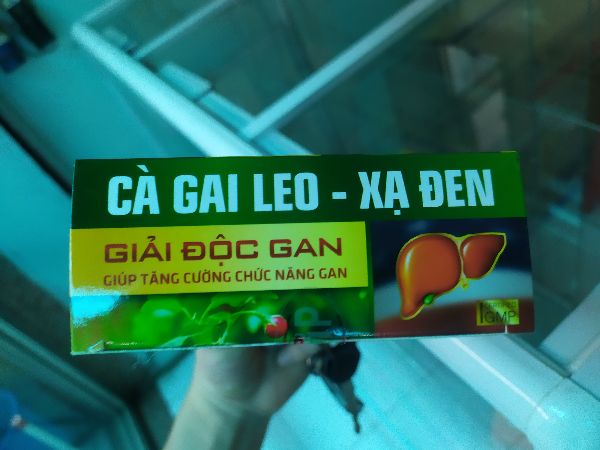 CÀ GAI LEO - XẠ ĐEN
GIẢI ĐỘC GAN
GIÚP TĂNG CƯỜNG CHỨC NĂNG GAN
GMP